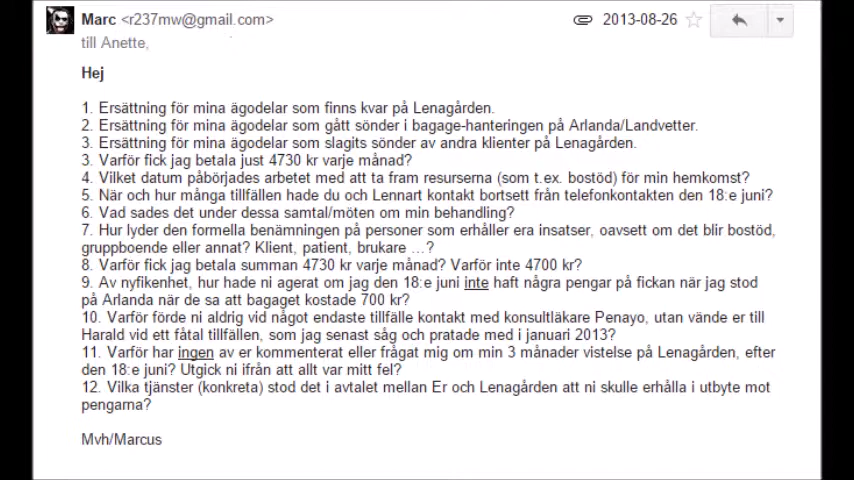 Marc <r237mw@gmail.com> 2013-08-26
till Anette,
Hej
1. Ersättning för mina ägodelar som finns kvar på Lenagården.
2. Ersättning för mina ägodelar som gått sönder i bagage-hanteringen på Arlanda/Landvetter.
3. Ersättning för mina ägodelar som slagits sönder av andra klienter på Lenagården.
3. Varför fick jag betala just 4730 kr varje månad?
4. Vilket datum påbörjades arbetet med att ta fram resurserna (som t.ex. bostöd) för min hemkomst?
5. När och hur många tillfällen hade du och Lennart kontakt bortsett från telefonkontakten den 18:e juni?
6. Vad sades det under dessa samtal/möten om min behandling?
7. Hur lyder den formella benämningen på personer som erhåller era insatser, oavsett om det blir bostöd,
gruppboende eller annat? Klient, patient, brukare ...?
8. Varför fick jag betala summan 4730 kr varje månad? Varför inte 4700 kr?
9. Av nyfikenhet, hur hade ni agerat om jag den 18:e juni inte haft några pengar på fickan när jag stod
på Arlanda när de sa att bagaget kostade 700 kr?
10. Varför förde ni aldrig vid något endaste tillfälle kontakt med konsultläkare Penayo, utan vände er till
Harald vid ett fåtal tillfällen, som jag senast såg och pratade med i januari 2013?
11. Varför har ingen av er kommenterat eller frågat mig om min 3 månader vistelse på Lenagården, efter
den 18:e juni? Utgick ni ifrån att allt var mitt fel?
12. Vilka tjänster (konkreta) stod det i avtalet mellan Er och Lenagården att ni skulle erhålla i utbyte mot
pengarna?
Mvh/Marcus